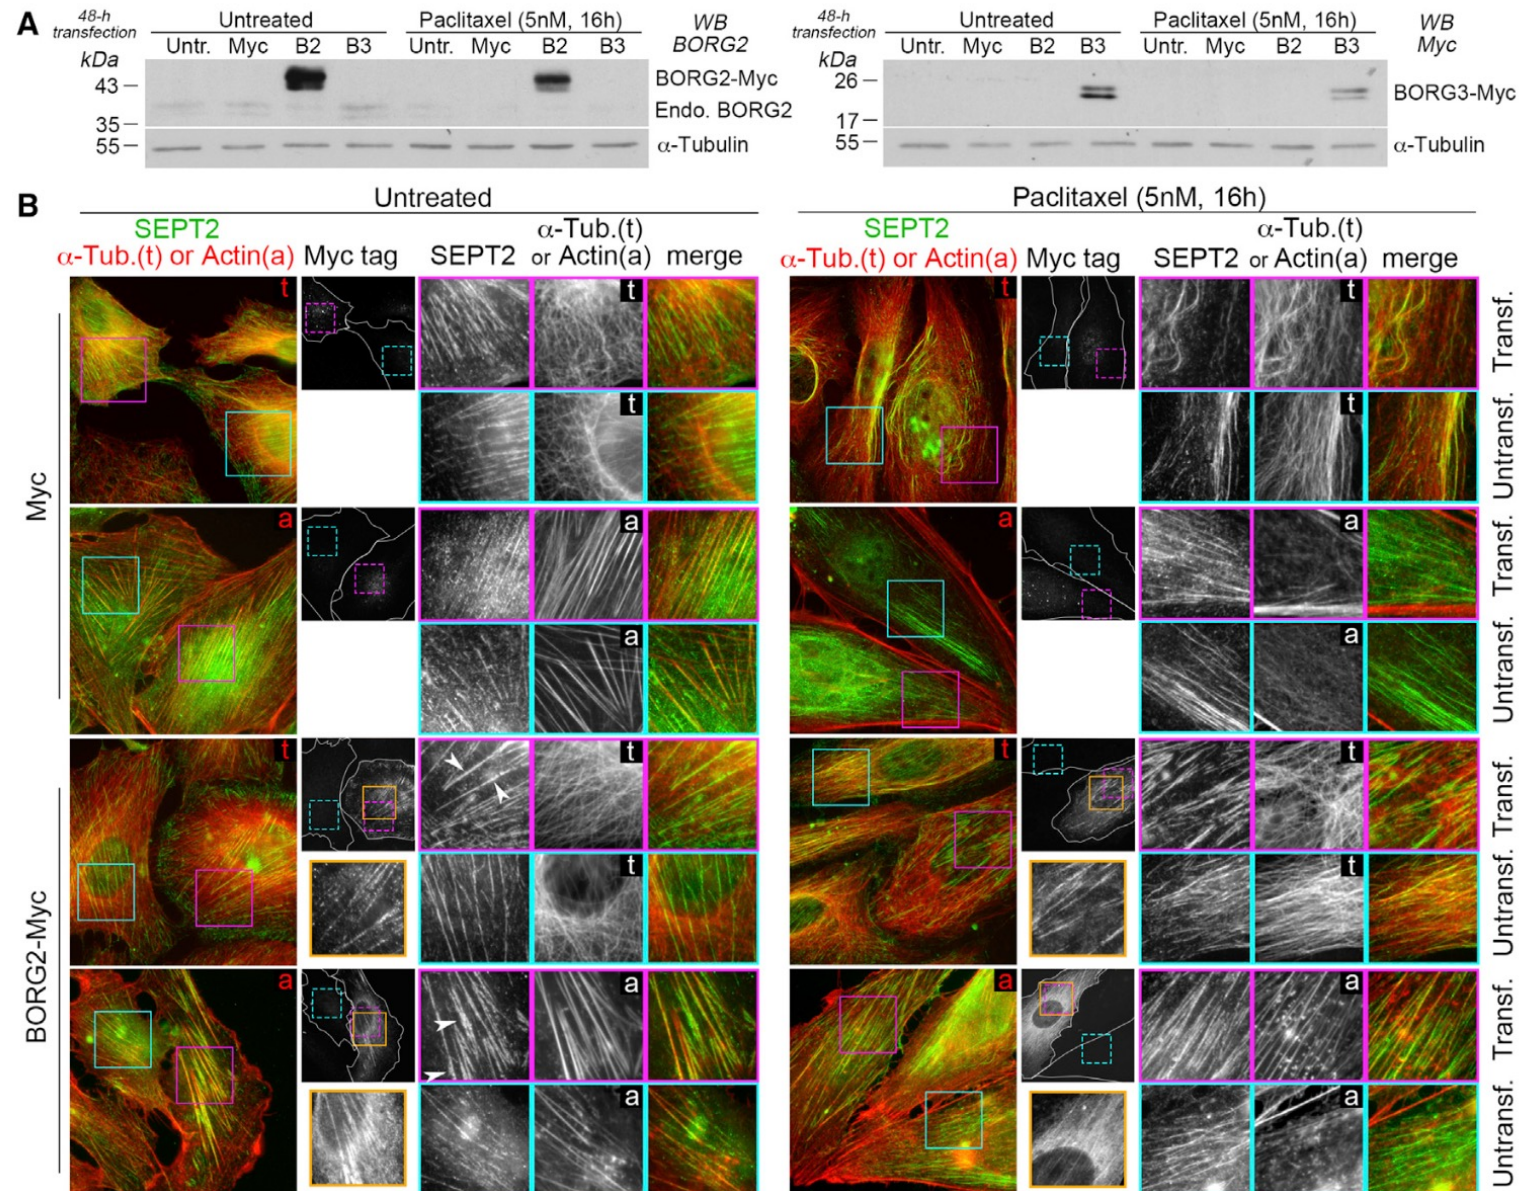 A
48-h transfection
Untreated
Paclitaxel (5nM, 16h)
WB BORG2
kDa
Untr. Myc B2 B3 Untr. Myc B2 B3
43
BORG2-Myc
Endo. BORG2
35
55
α-Tubulin
48-h transfection
Untreated
Paclitaxel (5nM, 16h)
WB Myc
kDa
Untr. Myc B2 B3 Untr. Myc B2 B3
26
BORG3-Myc
17
55
α-Tubulin
B
Untreated
SEPT2
α-Tub.(t) or Actin(a)
Myc tag
SEPT2
α-Tub.(t)
or Actin(a)
merge
Paclitaxel (5nM, 16h)
SEPT2
α-Tub.(t) or Actin(a)
Myc tag
SEPT2
α-Tub.(t)
or Actin(a)
merge
Myc
t t t t Transf.
t t Untransf.
a a a a Transf.
a a Untransf.
BORG2-Myc
t t t t Transf.
t t Untransf.
a a a a Transf.
a a Untransf.